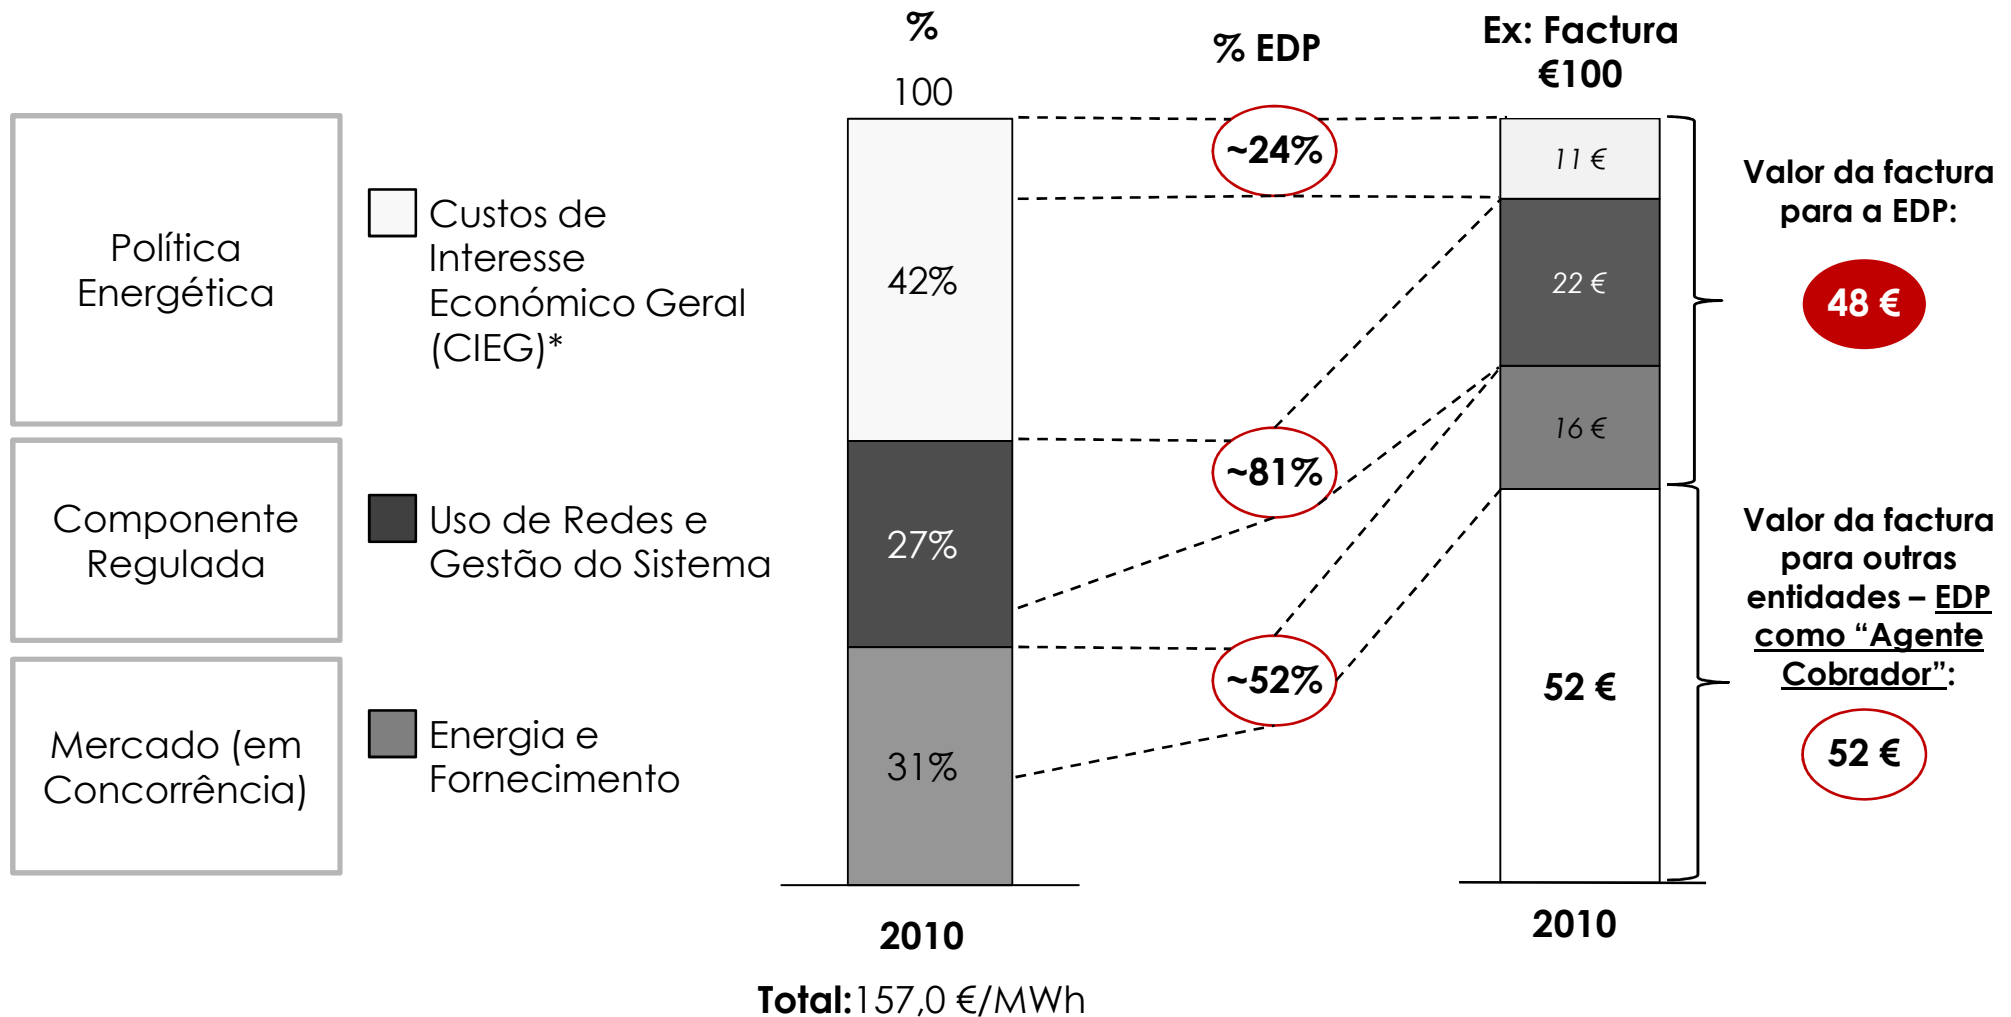 %
100
% EDP
Ex: Factura
€100
Política
Energética
Custos de
Interesse
Económico Geral
(CIEG)*
42%
~24%
11 €
22 €
16 €
Valor da factura
para a EDP:
48 €
Componente
Regulada
Uso de Redes e
Gestão do Sistema
27%
~81%
Mercado (em
Concorrência)
Energia e
Fornecimento
31%
~52%
52 €
Valor da factura
para outras
entidades – EDP
como “Agente
Cobrador”:
52 €
2010
2010
Total:157,0 €/MWh